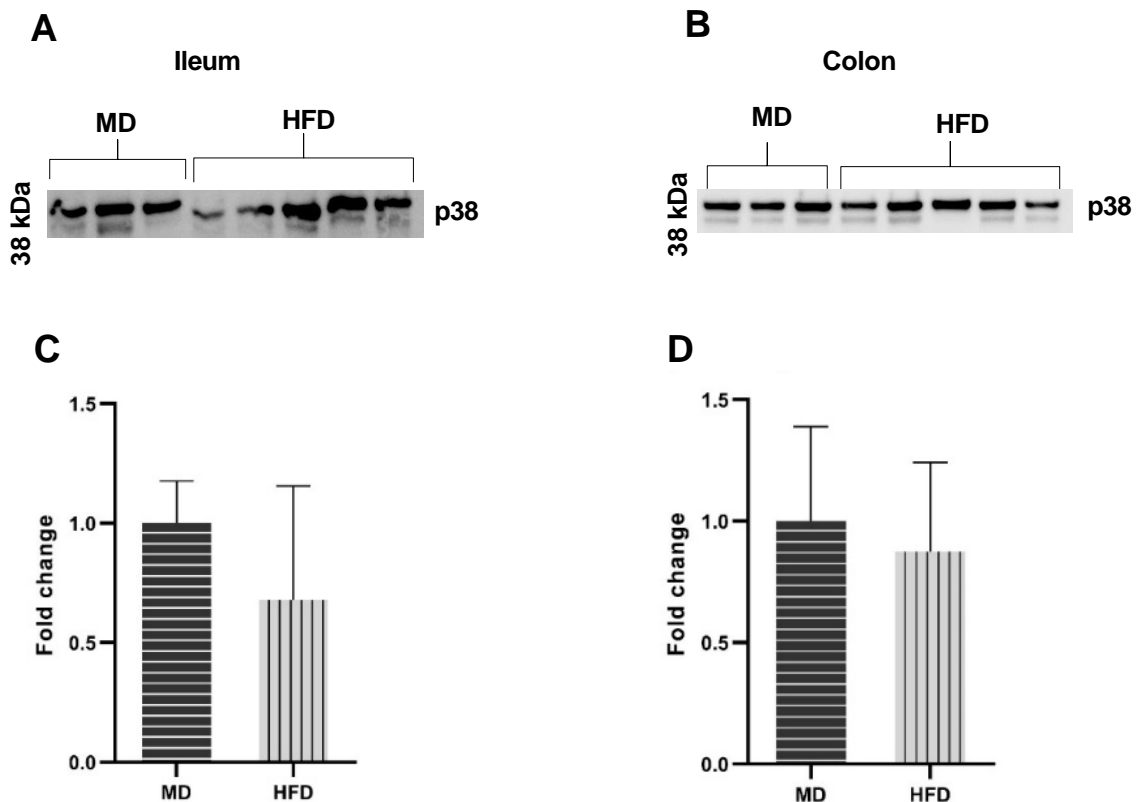 A
Ileum
MD
HFD
38 kDa
p38
B
Colon
MD
HFD
38 kDa
p38
C
1.5
1.0
0.5
0.0
Fold change
MD
HFD
D
1.5
1.0
0.5
0.0
Fold change
MD
HFD